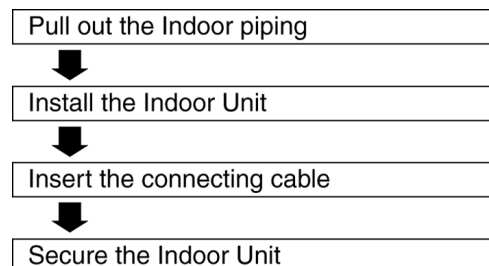 Pull out the Indoor piping
Install the Indoor Unit
Insert the connecting cable
Secure the Indoor Unit